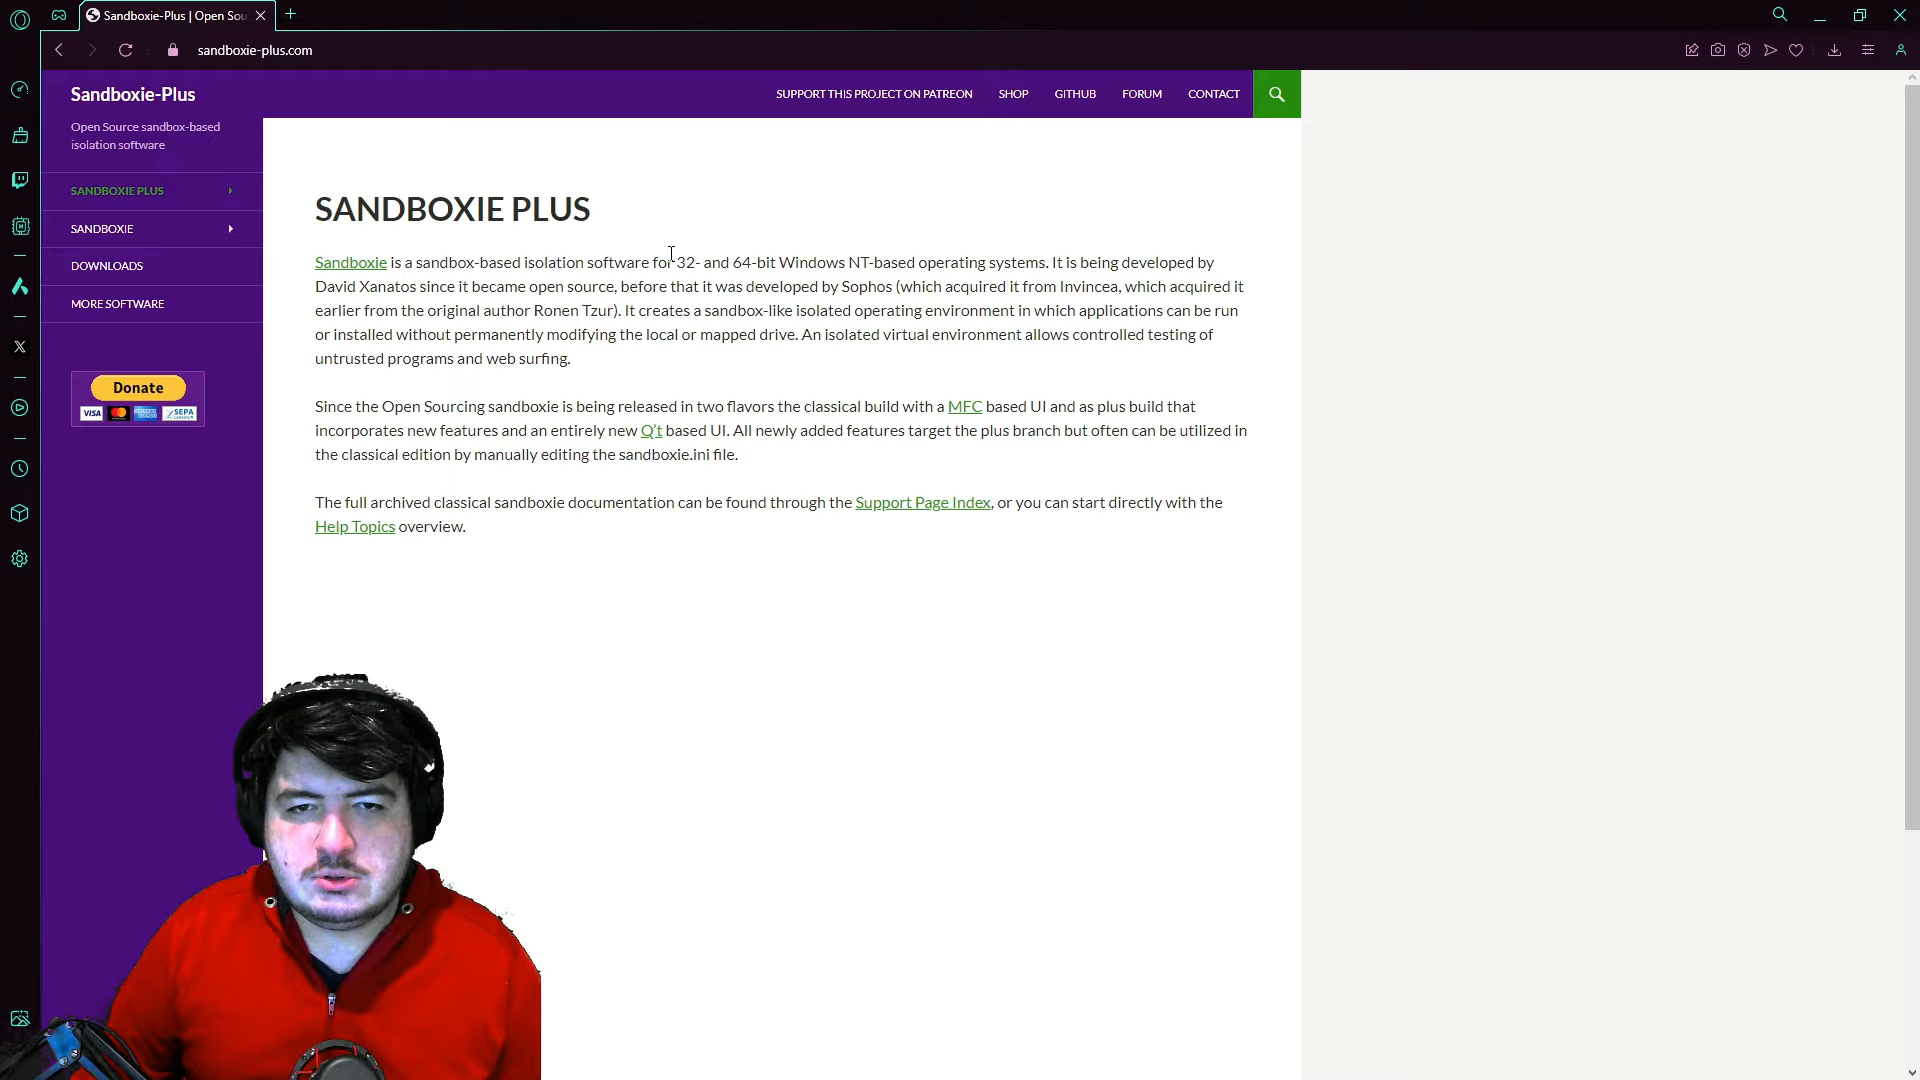 Sandboxie-Plus | Open Sou
sandboxie-plus.com
Sandboxie-Plus
SUPPORT THIS PROJECT ON PATREON
SHOP
GITHUB
FORUM
CONTACT
Open Source sandbox-based
isolation software
SANDBOXIE PLUS
SANDBOXIE
DOWNLOADS
MORE SOFTWARE
Donate
VISA
SEPA
SANDBOXIE PLUS
Sandboxie is a sandbox-based isolation software for 32- and 64-bit Windows NT-based operating systems. It is being developed by
David Xanatos since it became open source, before that it was developed by Sophos (which acquired it from Invincea, which acquired it
earlier from the original author Ronen Tzur). It creates a sandbox-like isolated operating environment in which applications can be run
or installed without permanently modifying the local or mapped drive. An isolated virtual environment allows controlled testing of
untrusted programs and web surfing.
Since the Open Sourcing sandboxie is being released in two flavors the classical build with a MFC based UI and as plus build that
incorporates new features and an entirely new Q’t based UI. All newly added features target the plus branch but often can be utilized in
the classical edition by manually editing the sandboxie.ini file.
The full archived classical sandboxie documentation can be found through the Support Page Index, or you can start directly with the
Help Topics overview.